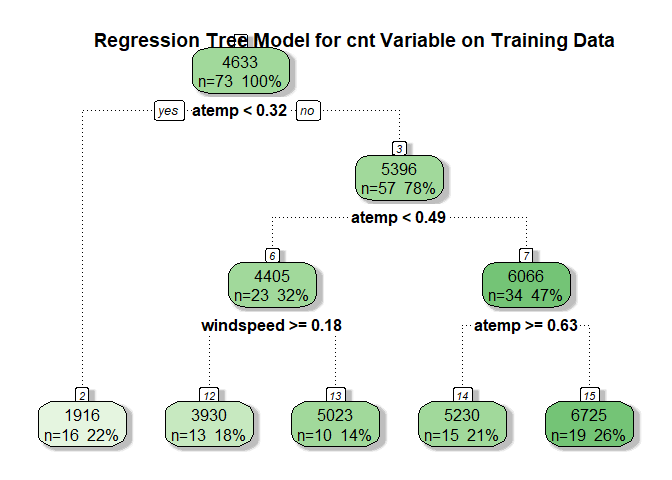 Regression Tree Model for cnt Variable on Training Data
4633
n=73 100%
yes atemp < 0.32 no
3
5396
n=57 78%
atemp < 0.49
6 7
4405 6066
n=23 32% n=34 47%
windspeed >= 0.18 atemp >= 0.63
2 12 13 14 15
1916 3930 5023 5230 6725
n=16 22% n=13 18% n=10 14% n=15 21% n=19 26%